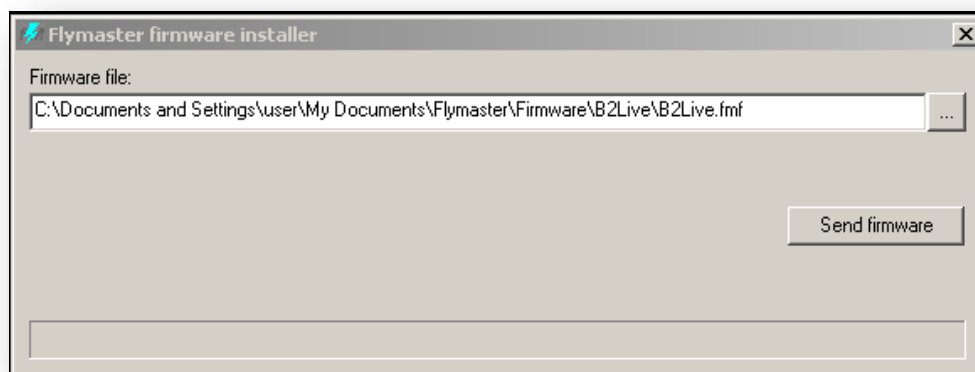 Flymaster firmware installer
Firmware file:
C:\Documents and Settings\user\My Documents\Flymaster\Firmware\B2Live\B2Live.fmf
...
Send firmware